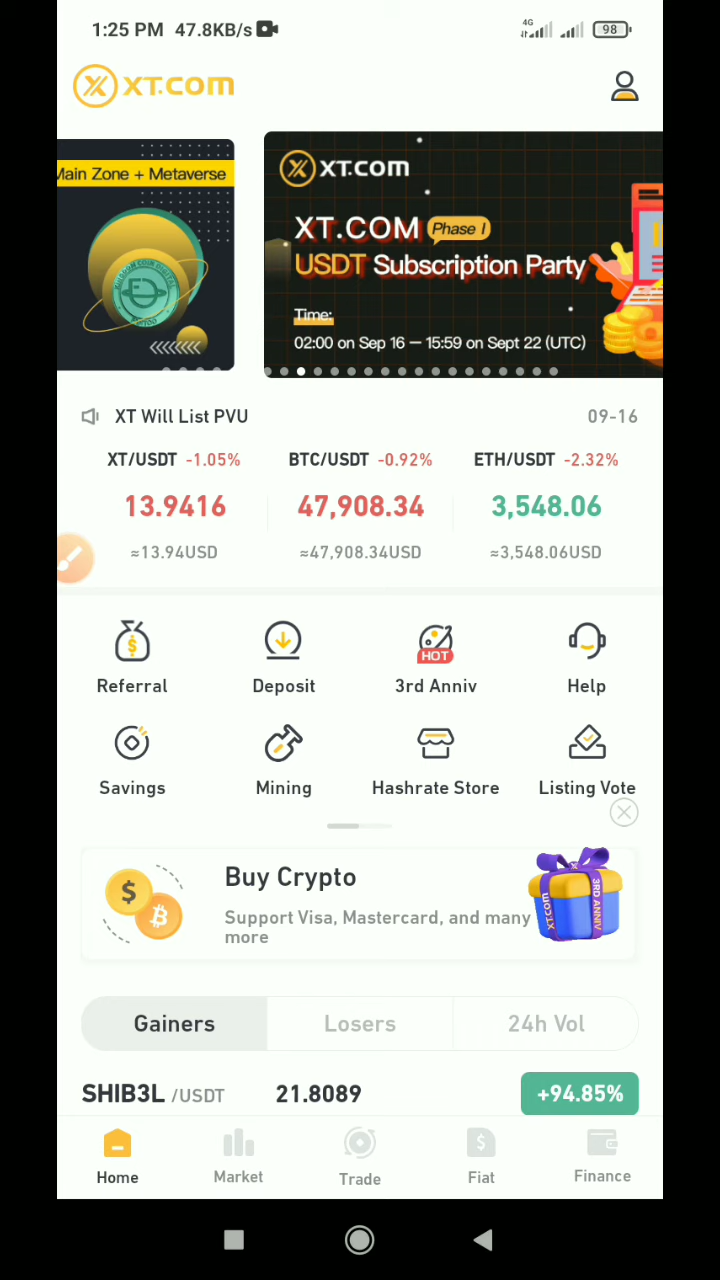 1:25 PM 47.8KB/s
4G
98
XT.COM
Main Zone + Metaverse
XT.COM
XT.COM Phase I
USDT Subscription Party
Time:
02:00 on Sep 16 — 15:59 on Sept 22 (UTC)
XT Will List PVU 09-16
XT/USDT -1.05% BTC/USDT -0.92% ETH/USDT -2.32%
13.9416 47,908.34 3,548.06
≈13.94USD ≈47,908.34USD ≈3,548.06USD
HOT
Referral Deposit 3rd Anniv Help
Savings Mining Hashrate Store Listing Vote
Buy Crypto
Support Visa, Mastercard, and many
more
XT.COM
3RD ANNIV
Gainers Losers 24h Vol
SHIB3L /USDT 21.8089 +94.85%
Home Market Trade Fiat Finance